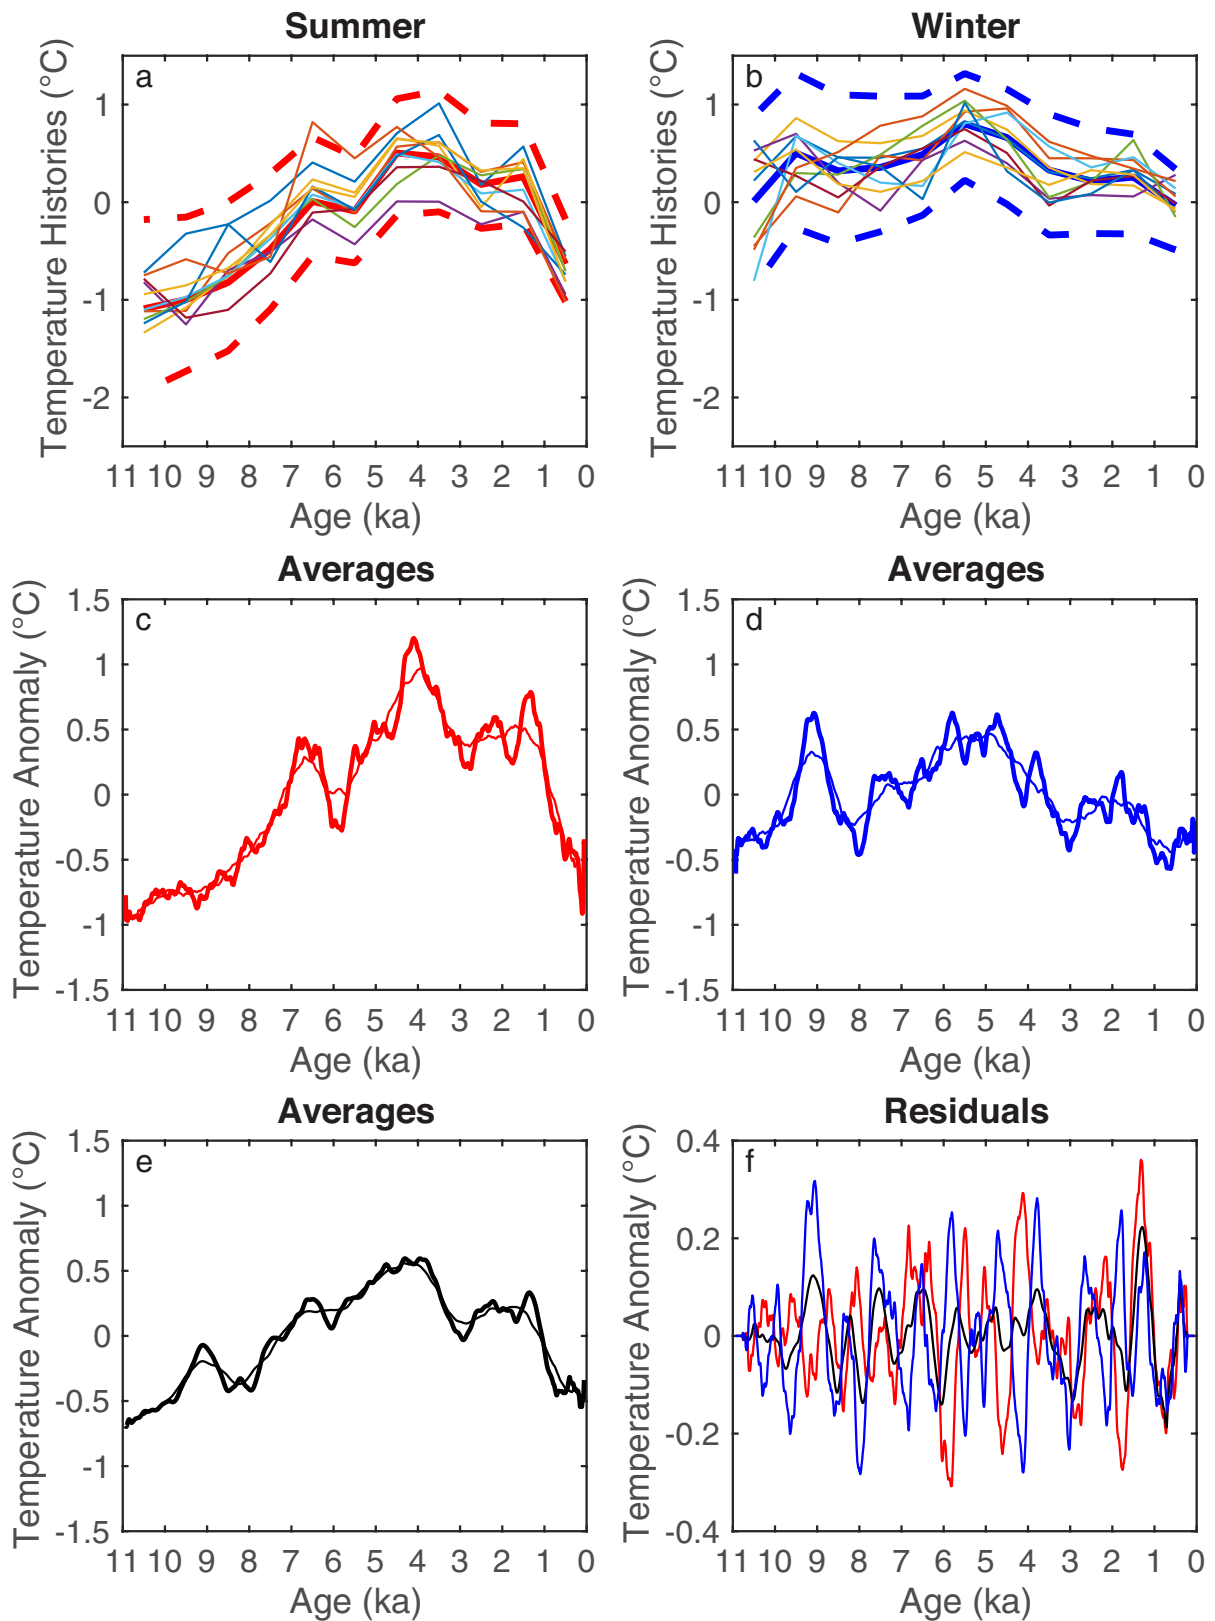 Summer
Winter
Temperature Histories (°C)
a
1
0
-1
-2
11 10 9 8 7 6 5 4 3 2 1 0
Age (ka)
Temperature Histories (°C)
b
1
0
-1
-2
11 10 9 8 7 6 5 4 3 2 1 0
Age (ka)
Averages
Temperature Anomaly (°C)
c
1.5
1
0.5
0
-0.5
-1
-1.5
11 10 9 8 7 6 5 4 3 2 1 0
Age (ka)
Averages
Temperature Anomaly (°C)
d
1.5
1
0.5
0
-0.5
-1
-1.5
11 10 9 8 7 6 5 4 3 2 1 0
Age (ka)
Averages
Temperature Anomaly (°C)
e
1.5
1
0.5
0
-0.5
-1
-1.5
11 10 9 8 7 6 5 4 3 2 1 0
Age (ka)
Residuals
Temperature Anomaly (°C)
f
0.4
0.2
0
-0.2
-0.4
11 10 9 8 7 6 5 4 3 2 1 0
Age (ka)